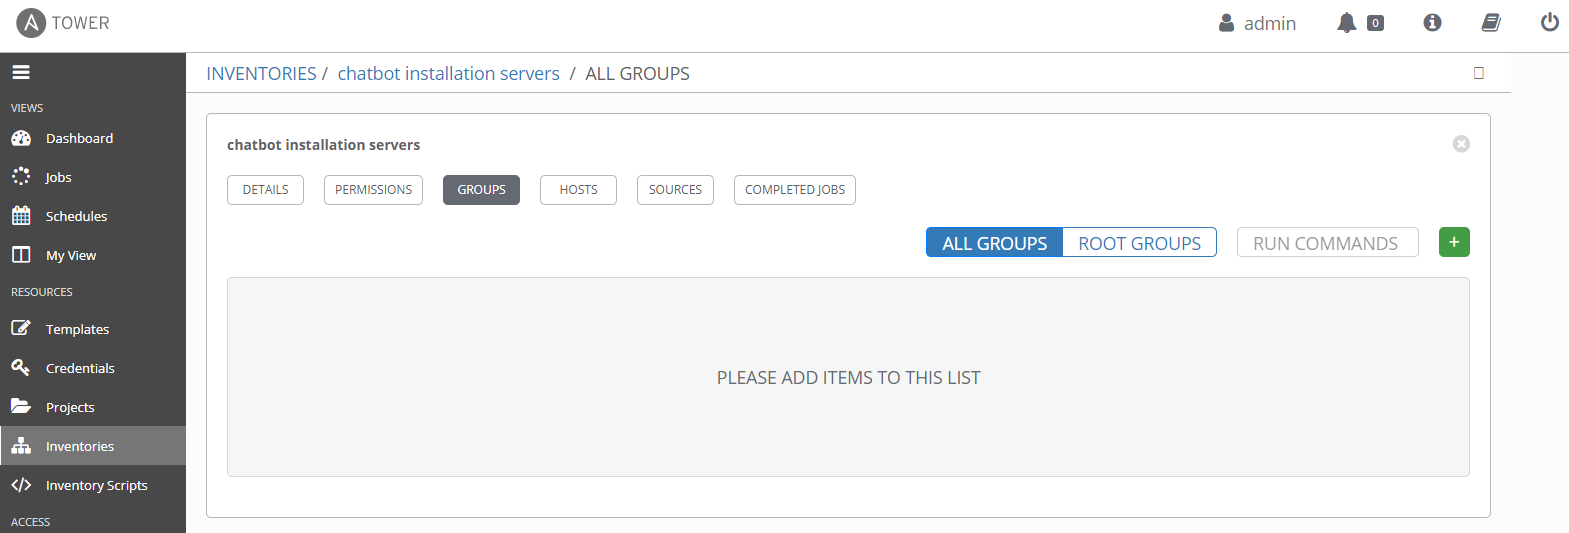 A TOWER
admin 0
INVENTORIES / chatbot installation servers / ALL GROUPS
VIEWS
Dashboard
Jobs
Schedules
My View
RESOURCES
Templates
Credentials
Projects
Inventories
Inventory Scripts
ACCESS
chatbot installation servers
DETAILS PERMISSIONS GROUPS HOSTS SOURCES COMPLETED JOBS
ALL GROUPS ROOT GROUPS RUN COMMANDS +
PLEASE ADD ITEMS TO THIS LIST